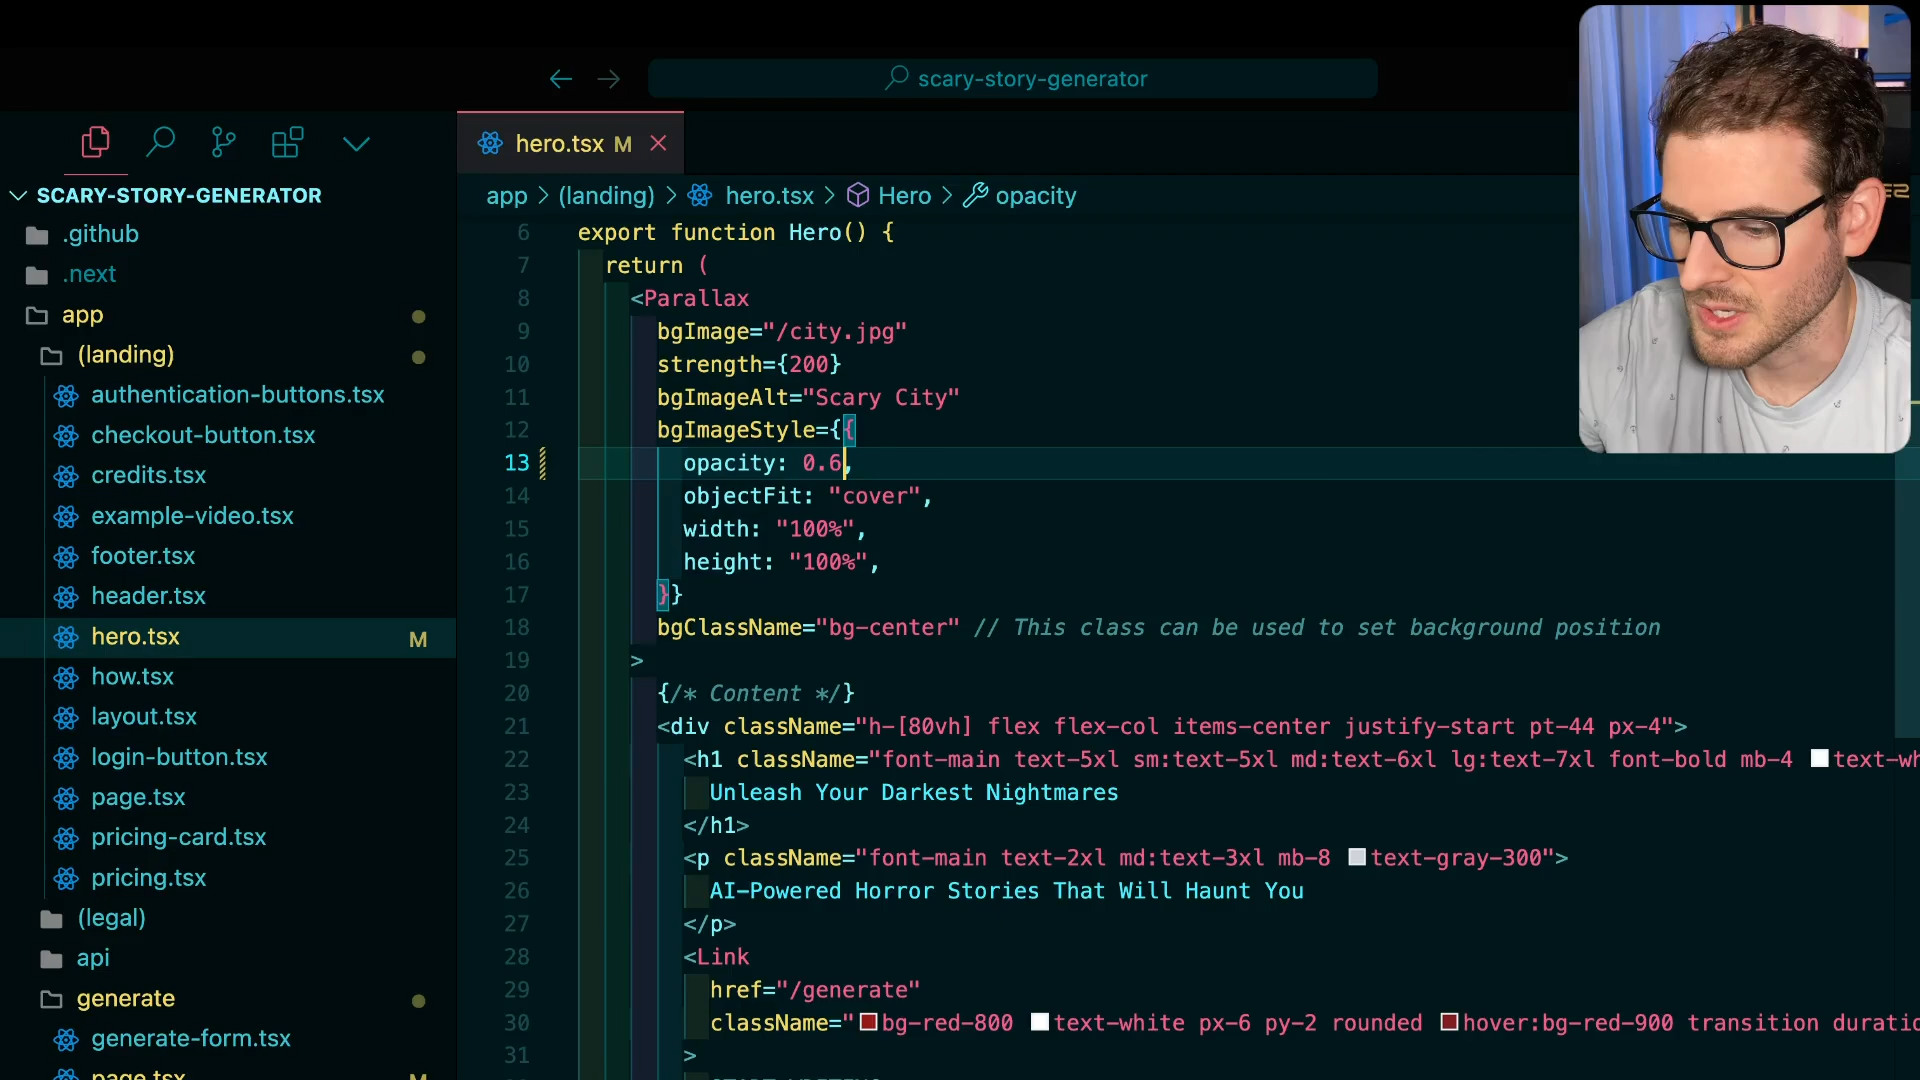 scary-story-generator
hero.tsx M
SCARY-STORY-GENERATOR
app > (landing) > hero.tsx > Hero > opacity
.github
.next
app
(landing)
authentication-buttons.tsx
checkout-button.tsx
credits.tsx
example-video.tsx
footer.tsx
header.tsx
hero.tsx M
how.tsx
layout.tsx
login-button.tsx
page.tsx
pricing-card.tsx
pricing.tsx
(legal)
api
generate
generate-form.tsx
page.tsx M
6 export function Hero() {
7 return (
8 <Parallax
9 bgImage="/city.jpg"
10 strength={200}
11 bgImageAlt="Scary City"
12 bgImageStyle={{
13 opacity: 0.6,
14 objectFit: "cover",
15 width: "100%",
16 height: "100%",
17 }}
18 bgClassName="bg-center" // This class can be used to set background position
19 >
20 {/* Content */}
21 <div className="h-[80vh] flex flex-col items-center justify-start pt-44 px-4">
22 <h1 className="font-main text-5xl sm:text-5xl md:text-6xl lg:text-7xl font-bold mb-4 text-wh
23 Unleash Your Darkest Nightmares
24 </h1>
25 <p className="font-main text-2xl md:text-3xl mb-8 text-gray-300">
26 AI-Powered Horror Stories That Will Haunt You
27 </p>
28 <Link
29 href="/generate"
30 className="bg-red-800 text-white px-6 py-2 rounded hover:bg-red-900 transition duratio
31 >